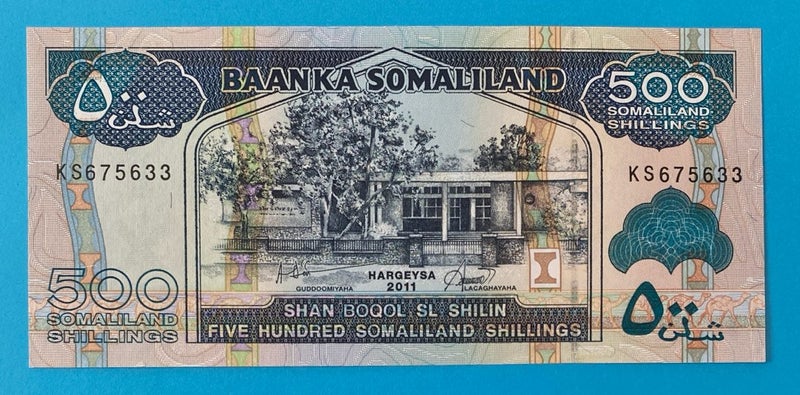 BAANKA SOMALILAND
٥٠٠
شلن
500
SOMALILAND
SHILLINGS
KS675633
KS675633
HARGEYSA
2011
GUDDOOMIYAHA
LACAGHAYAHA
500
SOMALILAND
SHILLINGS
SHAN BOQOL SL SHILIN
FIVE HUNDRED SOMALILAND SHILLINGS
٥٠٠
شلن